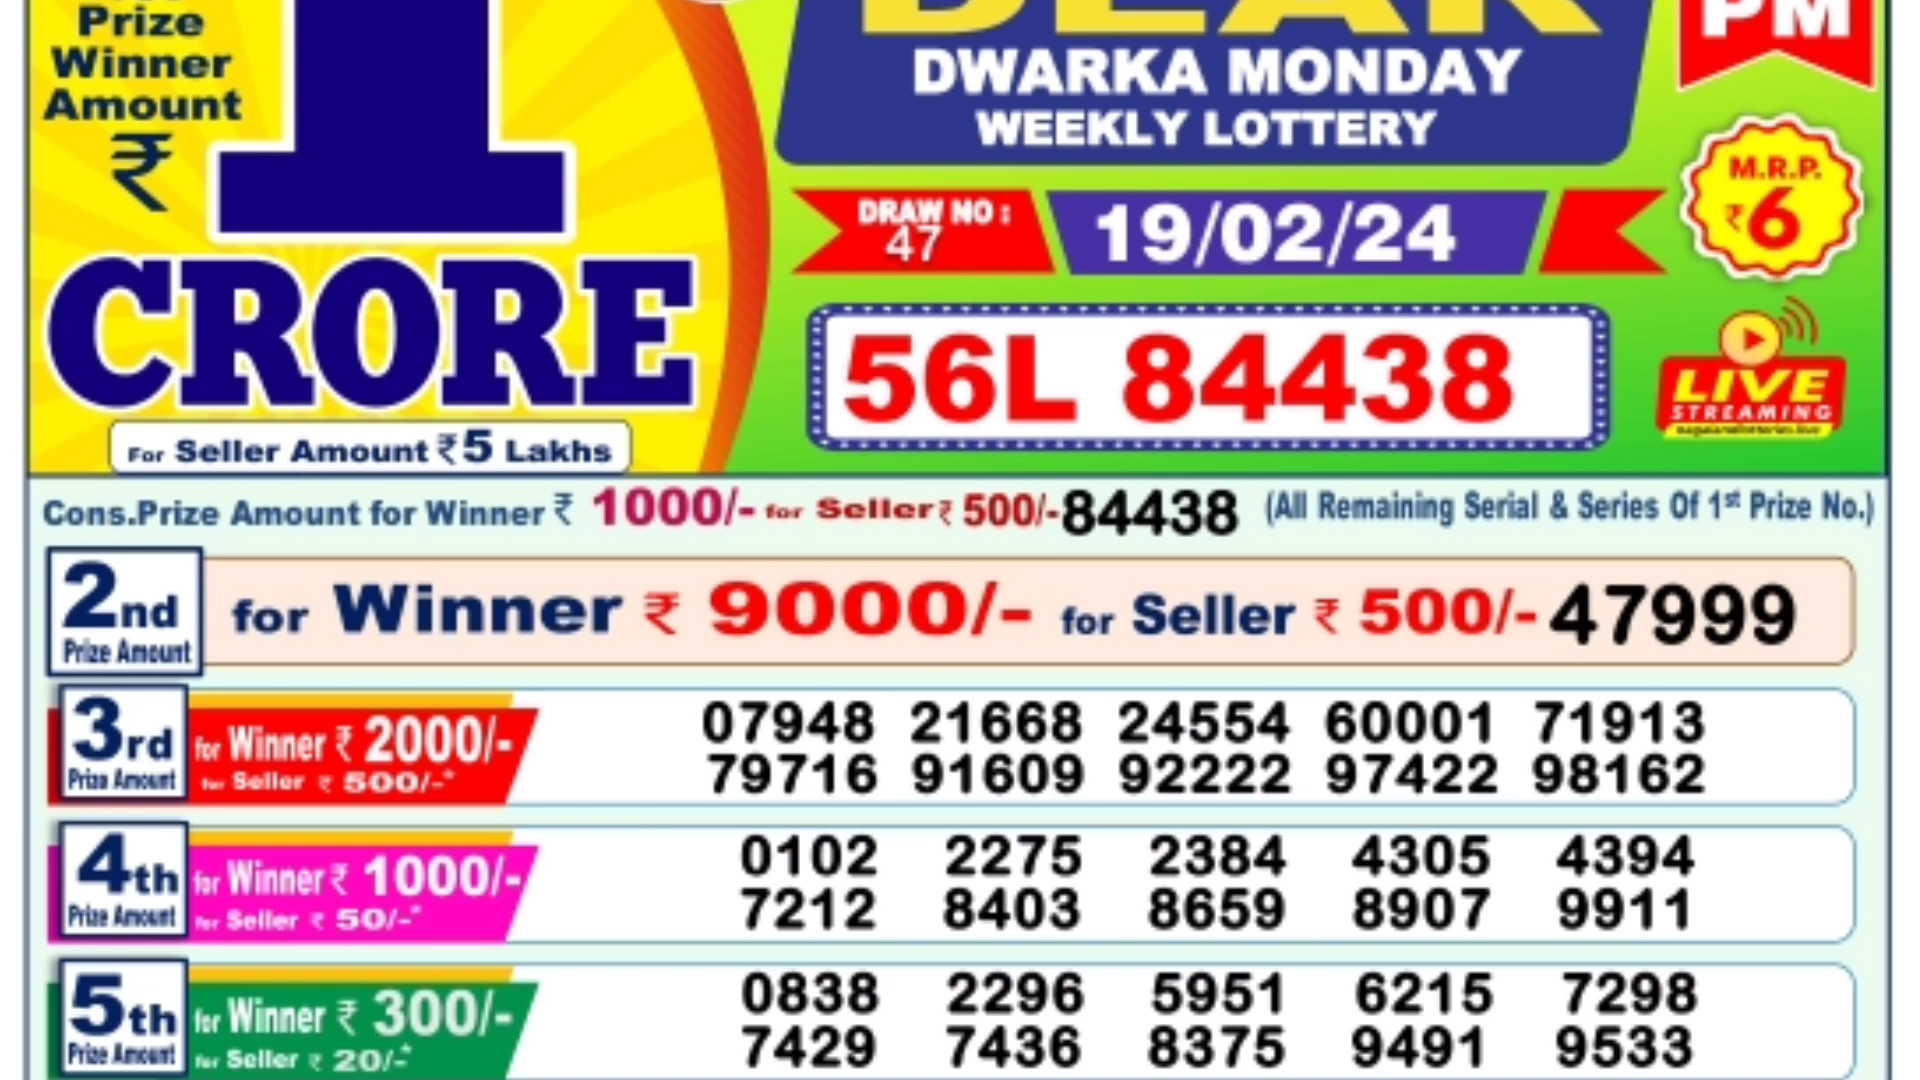 Prize
Winner
Amount
₹
1
CRORE
For Seller Amount ₹ 5 Lakhs
DEAR
DWARKA MONDAY
WEEKLY LOTTERY
PM
DRAW NO :
47
19/02/24
M.R.P.
₹6
56L 84438
LIVE
STREAMING
Cons.Prize Amount for Winner ₹ 1000/- for Seller ₹ 500/- 84438 (All Remaining Serial & Series Of 1st Prize No.)
2nd
Prize Amount
for Winner ₹ 9000/- for Seller ₹ 500/- 47999
3rd
Prize Amount
for Winner ₹ 2000/-
for Seller ₹ 500/-*
07948 21668 24554 60001 71913
79716 91609 92222 97422 98162
4th
Prize Amount
for Winner ₹ 1000/-
for Seller ₹ 50/-*
0102 2275 2384 4305 4394
7212 8403 8659 8907 9911
5th
Prize Amount
for Winner ₹ 300/-
for Seller ₹ 20/-*
0838 2296 5951 6215 7298
7429 7436 8375 9491 9533